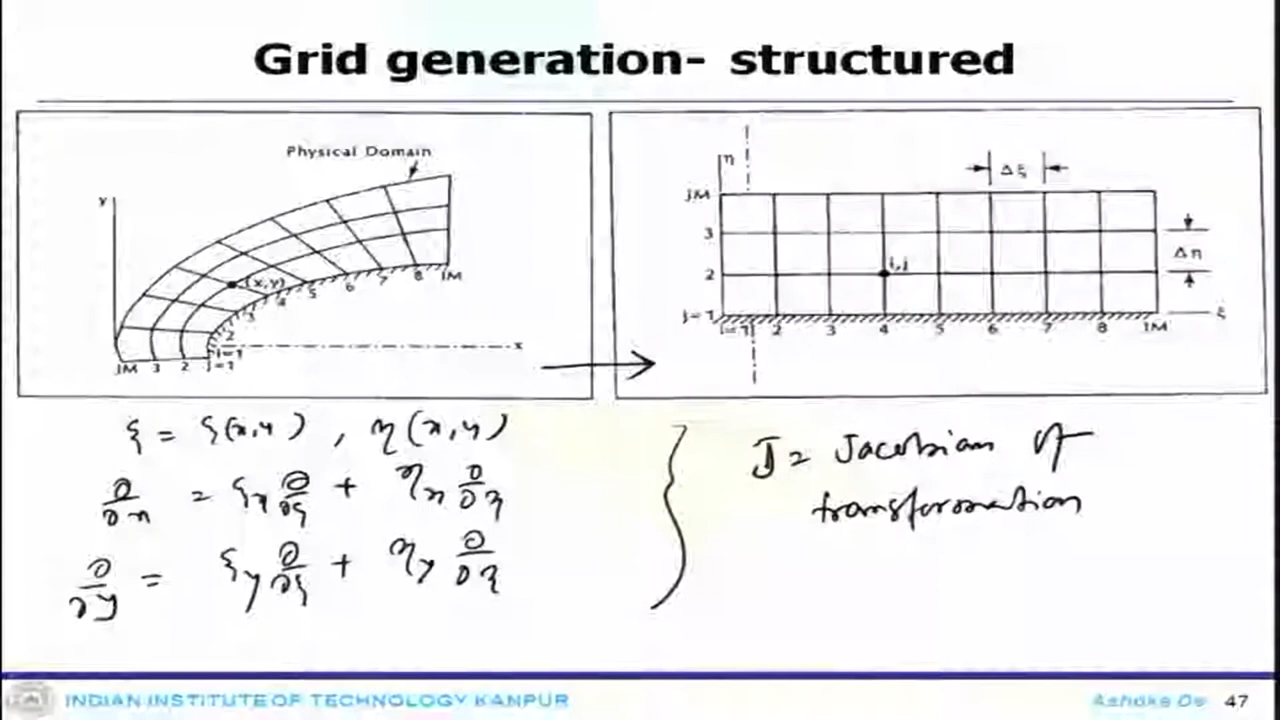 Grid generation- structured
Physical Domain
y
(x,y)
JM 3 2 j=1
i=1 2 3 4 5 6 7 8 IM
x
η
Δξ
JM
3
2
j=1
i,j
Δη
i=1 2 3 4 5 6 7 8 IM
ξ
ξ = ξ(x,y) , η(x,y)
∂/∂x = ξx ∂/∂ξ + ηx ∂/∂η
∂/∂y = ξy ∂/∂ξ + ηy ∂/∂η
J = Jacobian of
transformation
INDIAN INSTITUTE OF TECHNOLOGY KANPUR
Ashoke De 47